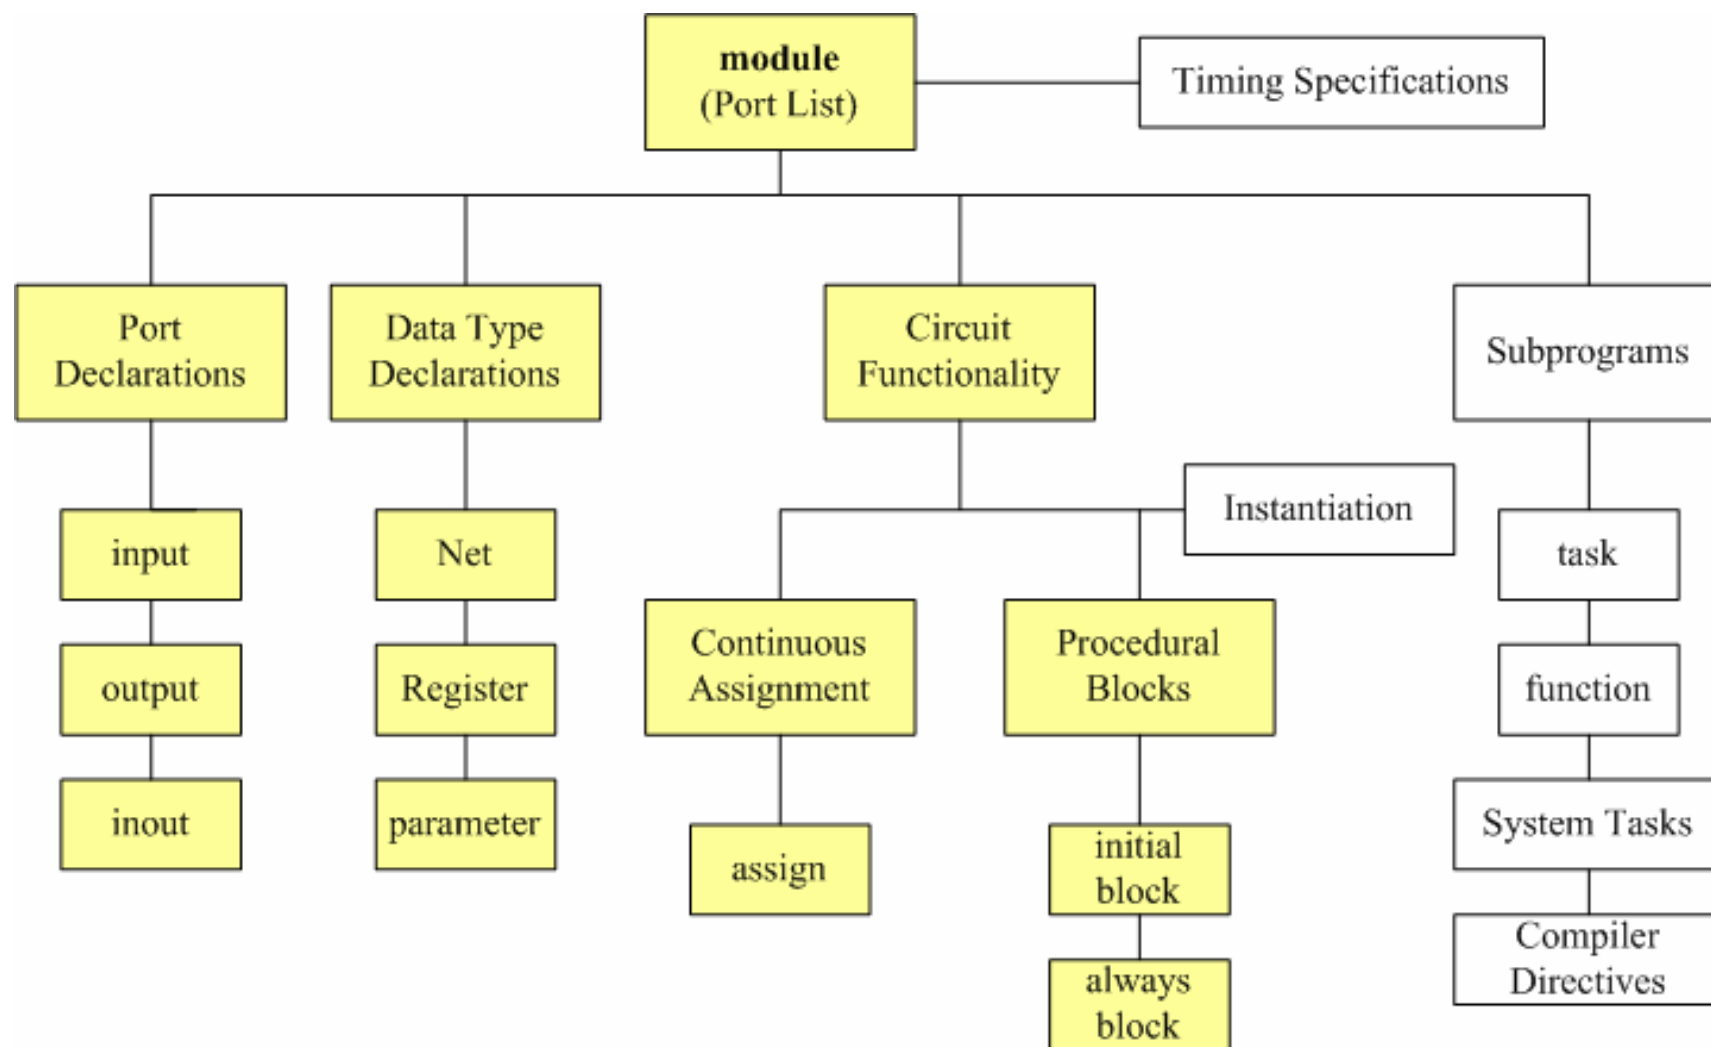 module
(Port List)
Timing Specifications
Port
Declarations
Data Type
Declarations
Circuit
Functionality
Subprograms
Instantiation
input
Net
task
Continuous
Assignment
Procedural
Blocks
output
Register
function
inout
parameter
assign
initial
block
System Tasks
always
block
Compiler
Directives